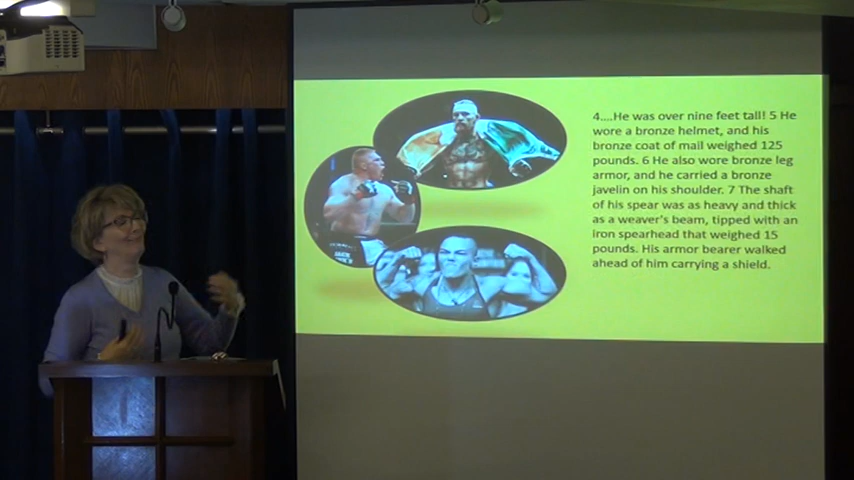 4....He was over nine feet tall! 5 He
wore a bronze helmet, and his
bronze coat of mail weighed 125
pounds. 6 He also wore bronze leg
armor, and he carried a bronze
javelin on his shoulder. 7 The shaft
of his spear was as heavy and thick
as a weaver's beam, tipped with an
iron spearhead that weighed 15
pounds. His armor bearer walked
ahead of him carrying a shield.